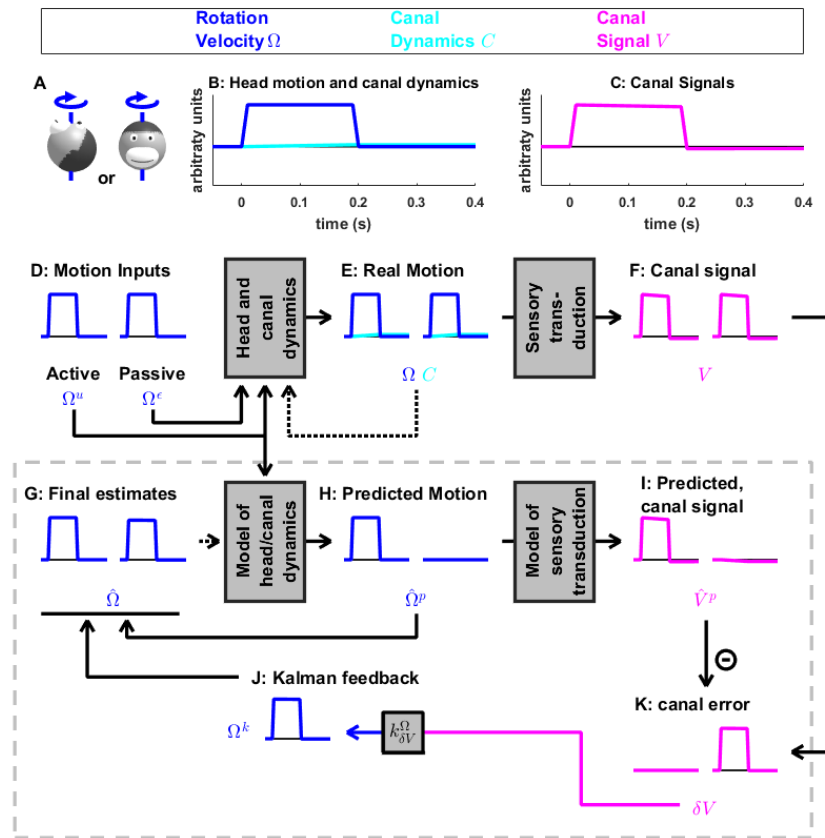 Rotation Velocity Ω
Canal Dynamics C
Canal Signal V
A
or
B: Head motion and canal dynamics
arbitraty units
0
0.1
0.2
0.3
0.4
time (s)
C: Canal Signals
arbitraty units
0
0.1
0.2
0.3
0.4
time (s)
D: Motion Inputs
Active
Ωᵘ
Passive
Ωᵋ
Head and canal dynamics
E: Real Motion
Ω C
Sensory trans- duction
F: Canal signal
V
G: Final estimates
Ω̂
Model of head/canal dynamics
H: Predicted Motion
Ω̂ᵖ
Model of sensory transduction
I: Predicted, canal signal
V̂ᵖ
J: Kalman feedback
Ωᵏ
k^Ω_δV
K: canal error
δV